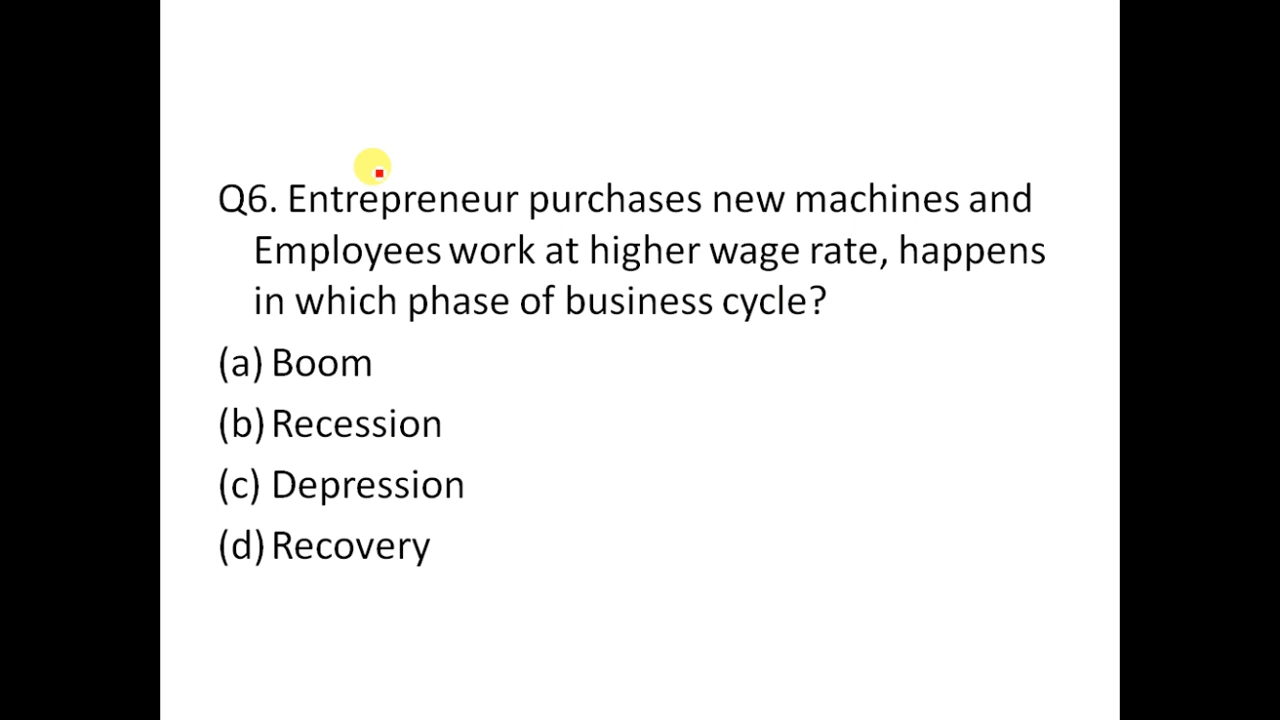 Q6. Entrepreneur purchases new machines and
Employees work at higher wage rate, happens
in which phase of business cycle?
(a) Boom
(b) Recession
(c) Depression
(d) Recovery